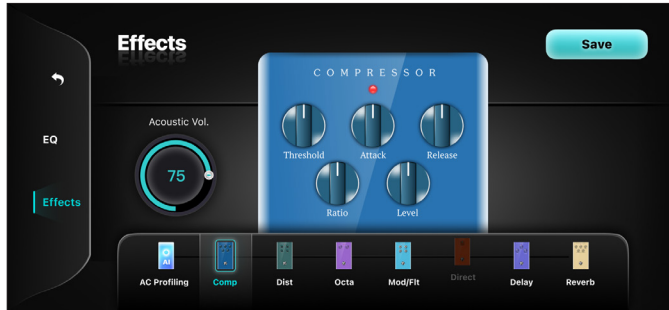 Effects
Save
COMPRESSOR
EQ
Effects
Acoustic Vol.
75
Threshold Attack Release
Ratio Level
AI
AC Profiling Comp Dist Octa Mod/Flt Direct Delay Reverb